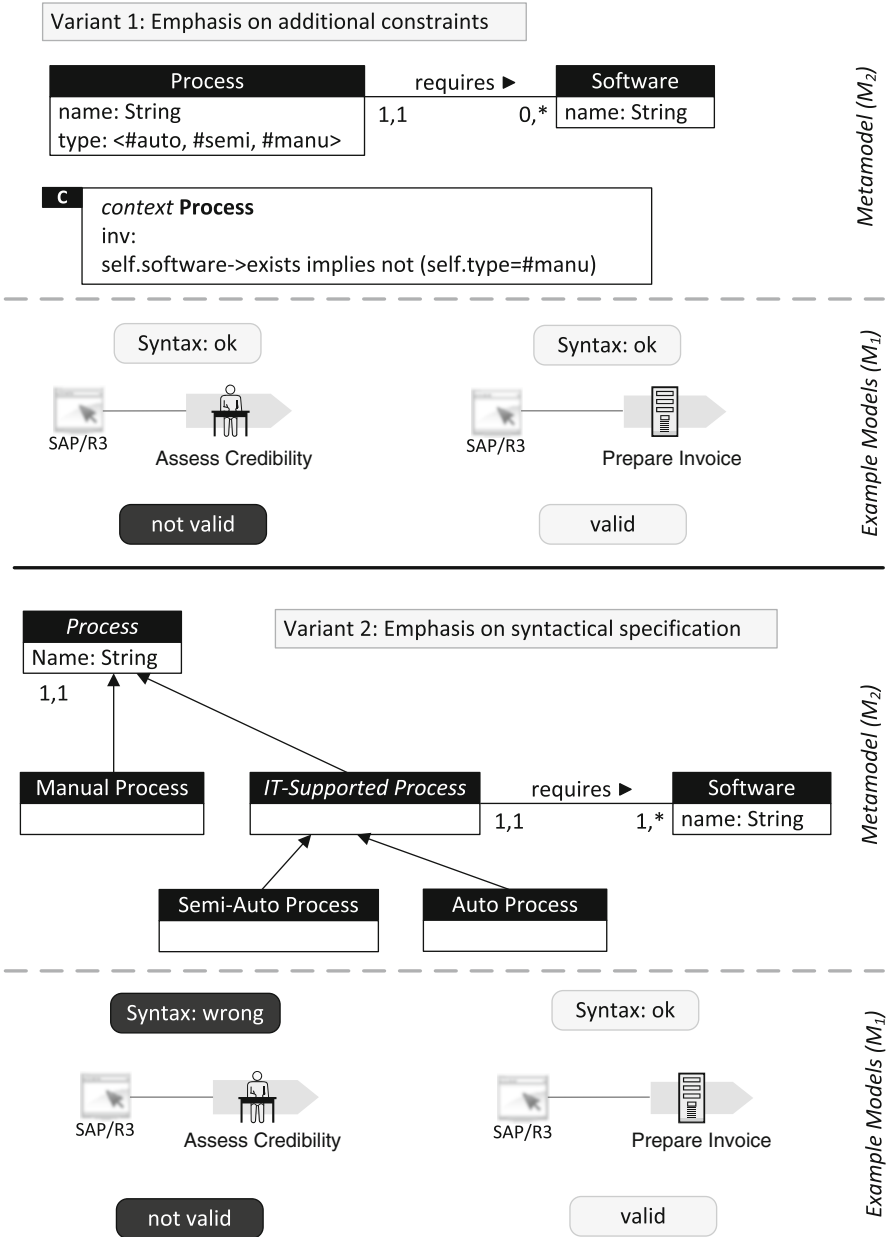 Variant 1: Emphasis on additional constraints
Process
requires ►
Software
name: String
type: <#auto, #semi, #manu>
1,1
0,*
name: String
Metamodel (M2)
C
context Process
inv:
self.software->exists implies not (self.type=#manu)
Syntax: ok
Syntax: ok
SAP/R3
Assess Credibility
SAP/R3
Prepare Invoice
not valid
valid
Example Models (M1)
Process
Name: String
1,1
Variant 2: Emphasis on syntactical specification
Manual Process
IT-Supported Process
requires ►
1,1
1,*
Software
name: String
Metamodel (M2)
Semi-Auto Process
Auto Process
Syntax: wrong
Syntax: ok
SAP/R3
Assess Credibility
SAP/R3
Prepare Invoice
not valid
valid
Example Models (M1)